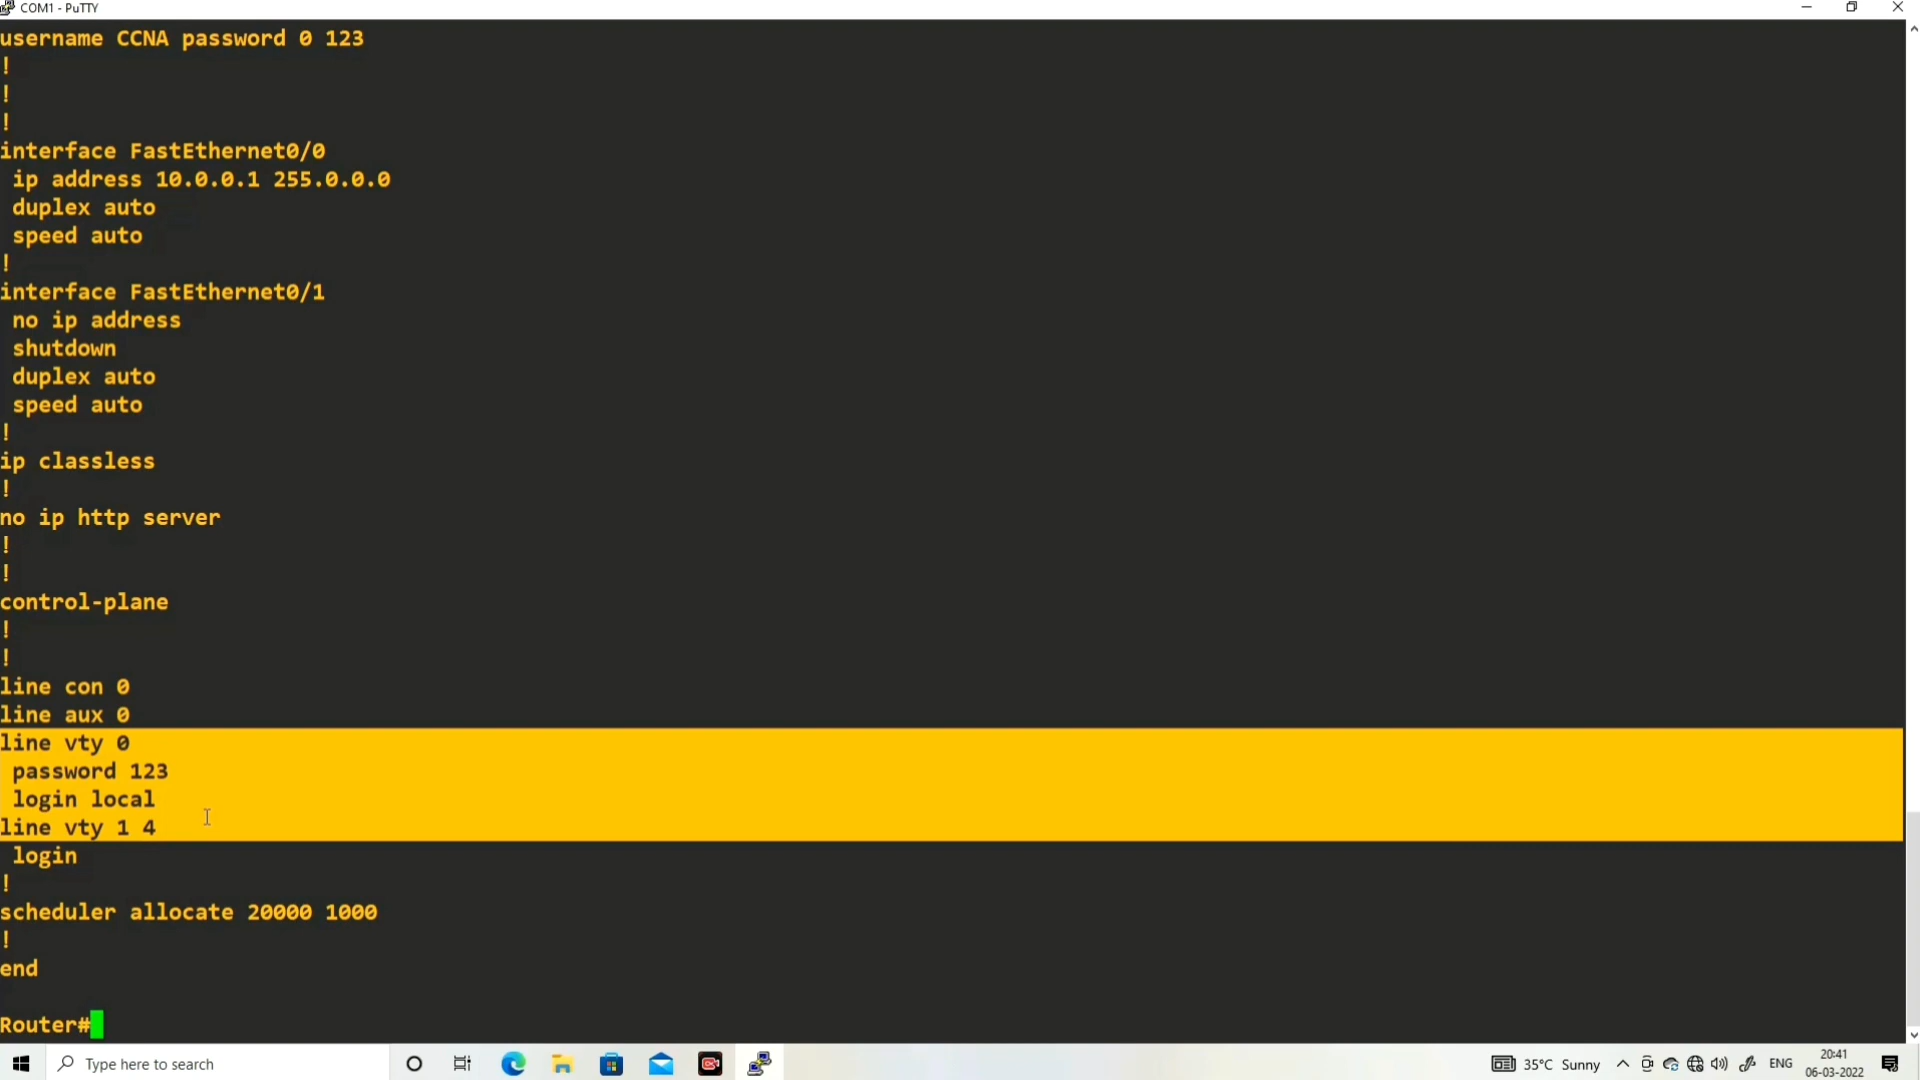 COM1 - PuTTY
username CCNA password 0 123
!
!
!
interface FastEthernet0/0
 ip address 10.0.0.1 255.0.0.0
 duplex auto
 speed auto
!
interface FastEthernet0/1
 no ip address
 shutdown
 duplex auto
 speed auto
!
ip classless
!
no ip http server
!
!
control-plane
!
!
line con 0
line aux 0
line vty 0
 password 123
 login local
line vty 1 4
 login
!
scheduler allocate 20000 1000
!
end
Router#
Type here to search
35°C Sunny
ENG
20:41
06-03-2022